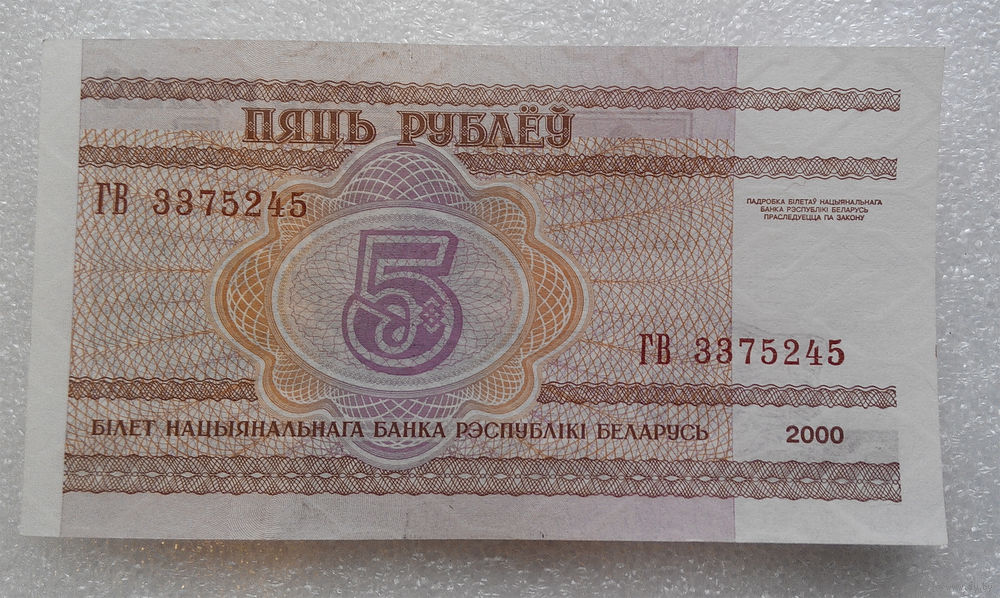 ПЯЦЬ РУБЛЁЎ
ГВ 3375245
ПАДРОБКА БІЛЕТАЎ НАЦЫЯНАЛЬНАГА
БАНКА РЭСПУБЛІКІ БЕЛАРУСЬ
ПРАСЛЕДУЕЦЦА ПА ЗАКОНУ
5
ГВ 3375245
БІЛЕТ НАЦЫЯНАЛЬНАГА БАНКА РЭСПУБЛІКІ БЕЛАРУСЬ
2000